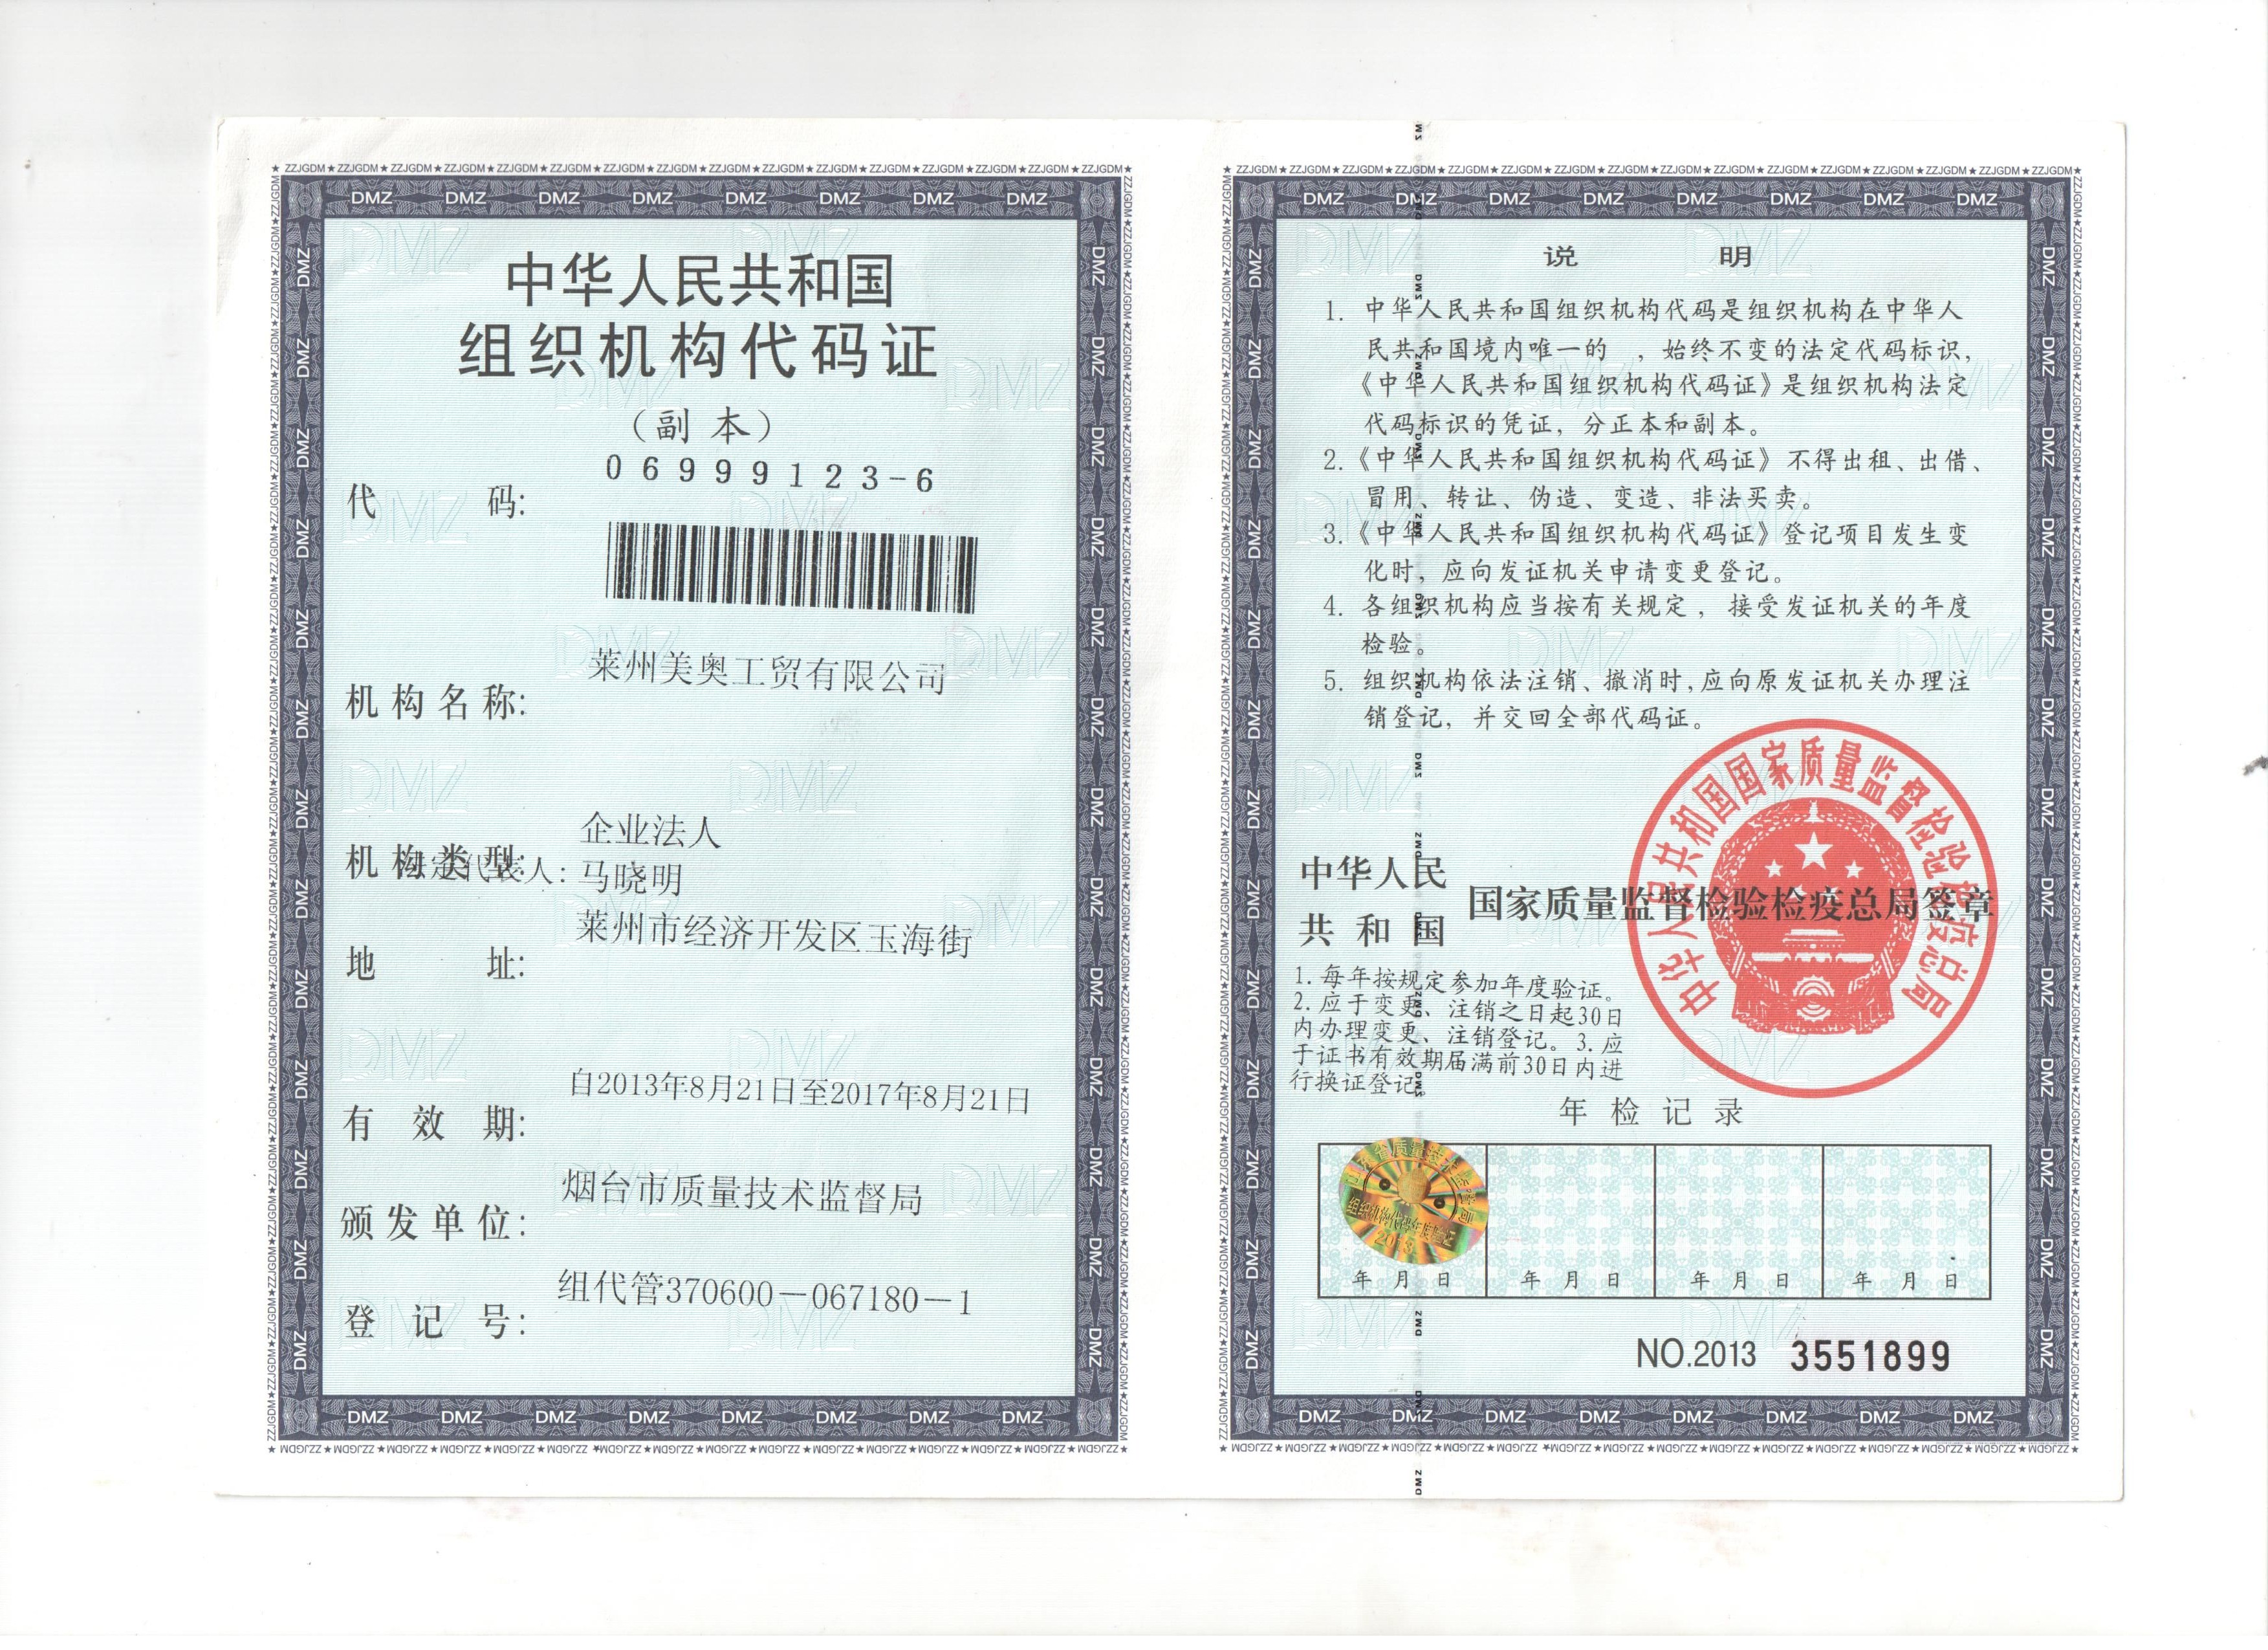 中华人民共和国
组织机构代码证
（副本）
代码: 06999123-6
机构名称: 莱州美奥工贸有限公司
机构类型: 企业法人
法定代表人: 马晓明
地址: 莱州市经济开发区玉海街
有效期: 自2013年8月21日至2017年8月21日
颁发单位: 烟台市质量技术监督局
登记号: 组代管370600－067180－1
说明
1. 中华人民共和国组织机构代码是组织机构在中华人
民共和国境内唯一的 ，始终不变的法定代码标识，
《中华人民共和国组织机构代码证》是组织机构法定
代码标识的凭证，分正本和副本。
2.《中华人民共和国组织机构代码证》不得出租、出借、
冒用、转让、伪造、变造、非法买卖。
3.《中华人民共和国组织机构代码证》登记项目发生变
化时，应向发证机关申请变更登记。
4. 各组织机构应当按有关规定，接受发证机关的年度
检验。
5. 组织机构依法注销、撤消时,应向原发证机关办理注
销登记，并交回全部代码证。
中华人民
共和国
国家质量监督检验检疫总局签章
中华人民共和国国家质量监督检验检疫总局
1.每年按规定参加年度验证。
2.应于变更、注销之日起30日
内办理变更、注销登记。3.应
于证书有效期届满前30日内进
行换证登记。
年检记录
组织机构代码年度验证
2013
年 月 日
年 月 日
年 月 日
年 月 日
NO.2013 3551899